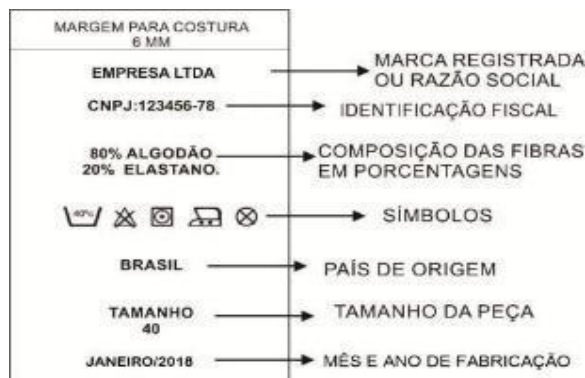 MARGEM PARA COSTURA
6 MM
EMPRESA LTDA
MARCA REGISTRADA
OU RAZÃO SOCIAL
CNPJ:123456-78
IDENTIFICAÇÃO FISCAL
80% ALGODÃO
20% ELASTANO.
COMPOSIÇÃO DAS FIBRAS
EM PORCENTAGENS
SÍMBOLOS
BRASIL
PAÍS DE ORIGEM
TAMANHO
40
TAMANHO DA PEÇA
JANEIRO/2018
MÊS E ANO DE FABRICAÇÃO